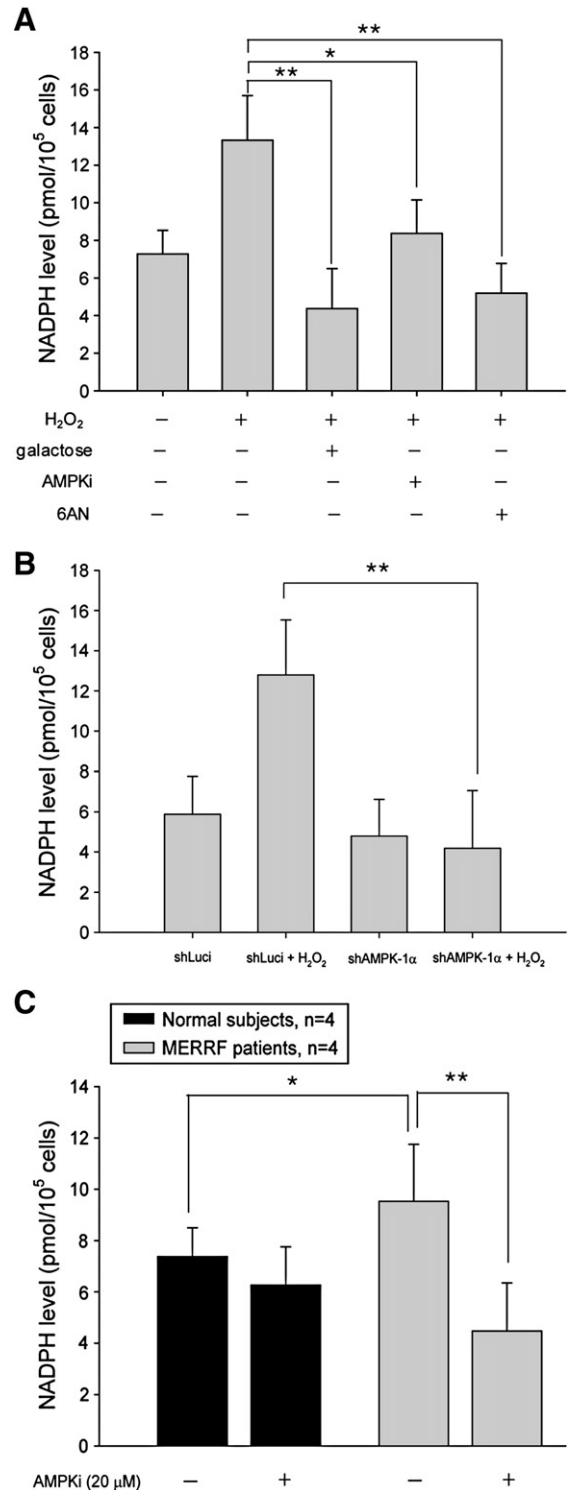 A
**
*
**
NADPH level (pmol/10⁵ cells)
18
16
14
12
10
8
6
4
2
0
H₂O₂ – + + + +
galactose – – + – –
AMPKi – – – + –
6AN – – – – +
B
**
NADPH level (pmol/10⁵ cells)
18
16
14
12
10
8
6
4
2
0
shLuci shLuci + H₂O₂ shAMPK-1α shAMPK-1α + H₂O₂
C
Normal subjects, n=4
MERRF patients, n=4
* **
NADPH level (pmol/10⁵ cells)
14
12
10
8
6
4
2
0
AMPKi (20 μM) – + – +